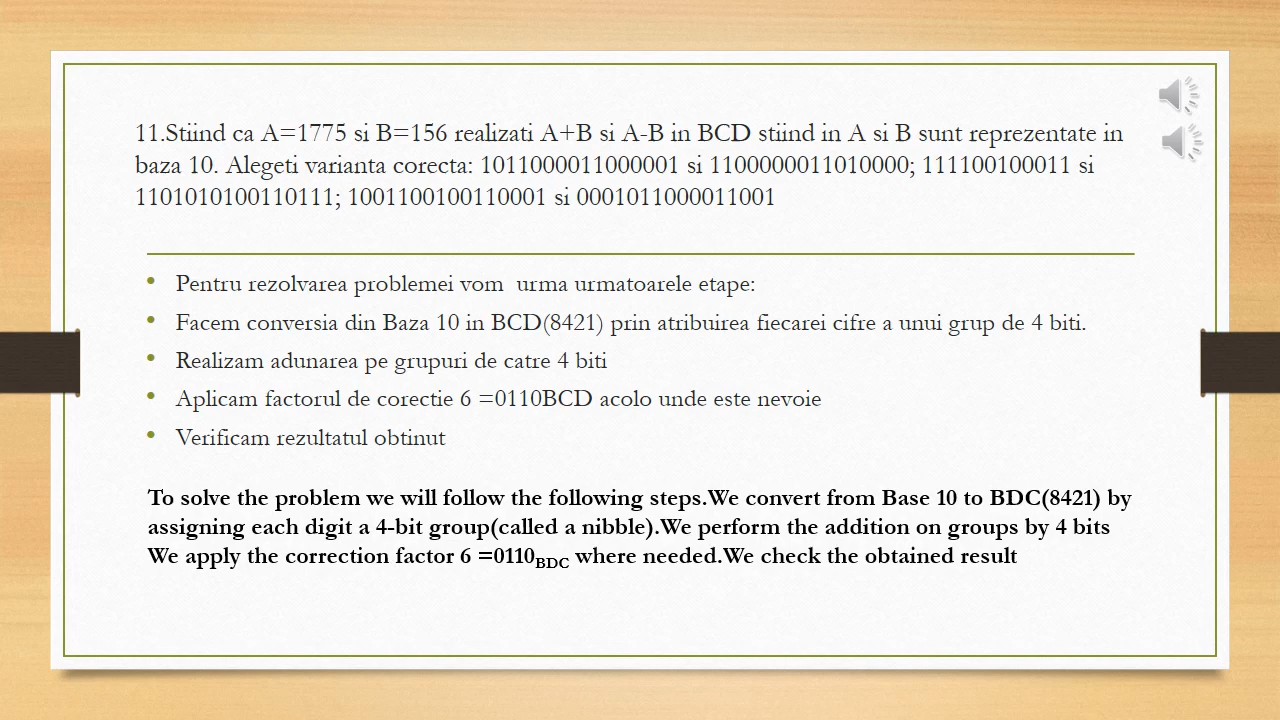 11.Stiind ca A=1775 si B=156 realizati A+B si A-B in BCD stiind in A si B sunt reprezentate in
baza 10. Alegeti varianta corecta: 1011000011000001 si 1100000011010000; 111100100011 si
1101010100110111; 1001100100110001 si 0001011000011001
• Pentru rezolvarea problemei vom  urma urmatoarele etape:
• Facem conversia din Baza 10 in BCD(8421) prin atribuirea fiecarei cifre a unui grup de 4 biti.
• Realizam adunarea pe grupuri de catre 4 biti
• Aplicam factorul de corectie 6 =0110BCD acolo unde este nevoie
• Verificam rezultatul obtinut
To solve the problem we will follow the following steps.We convert from Base 10 to BDC(8421) by
assigning each digit a 4-bit group(called a nibble).We perform the addition on groups by 4 bits
We apply the correction factor 6 =0110BDC where needed.We check the obtained result